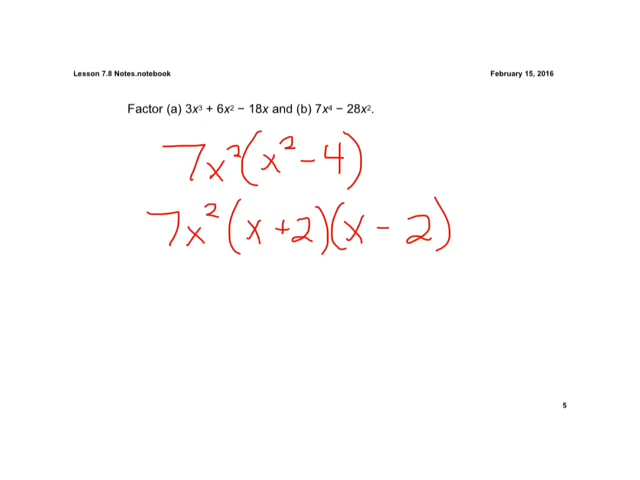 Lesson 7.8 Notes.notebook
February 15, 2016
Factor (a) 3x³ + 6x² − 18x and (b) 7x⁴ − 28x².
7x²(x² − 4)
7x²(x + 2)(x − 2)
5